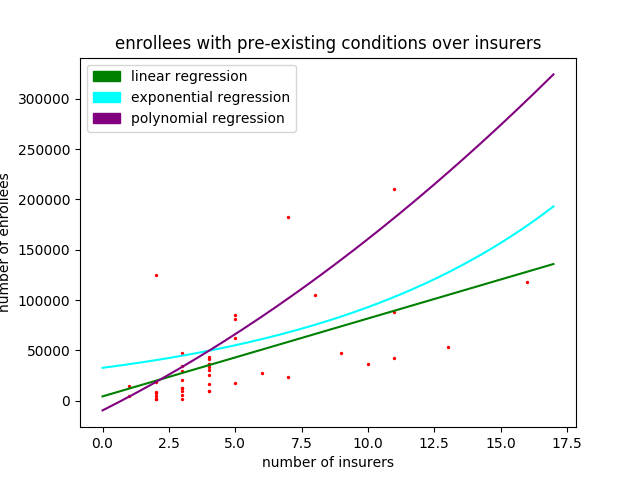 enrollees with pre-existing conditions over insurers
linear regression
exponential regression
polynomial regression
300000
250000
200000
150000
100000
50000
0
number of enrollees
0.0 2.5 5.0 7.5 10.0 12.5 15.0 17.5
number of insurers